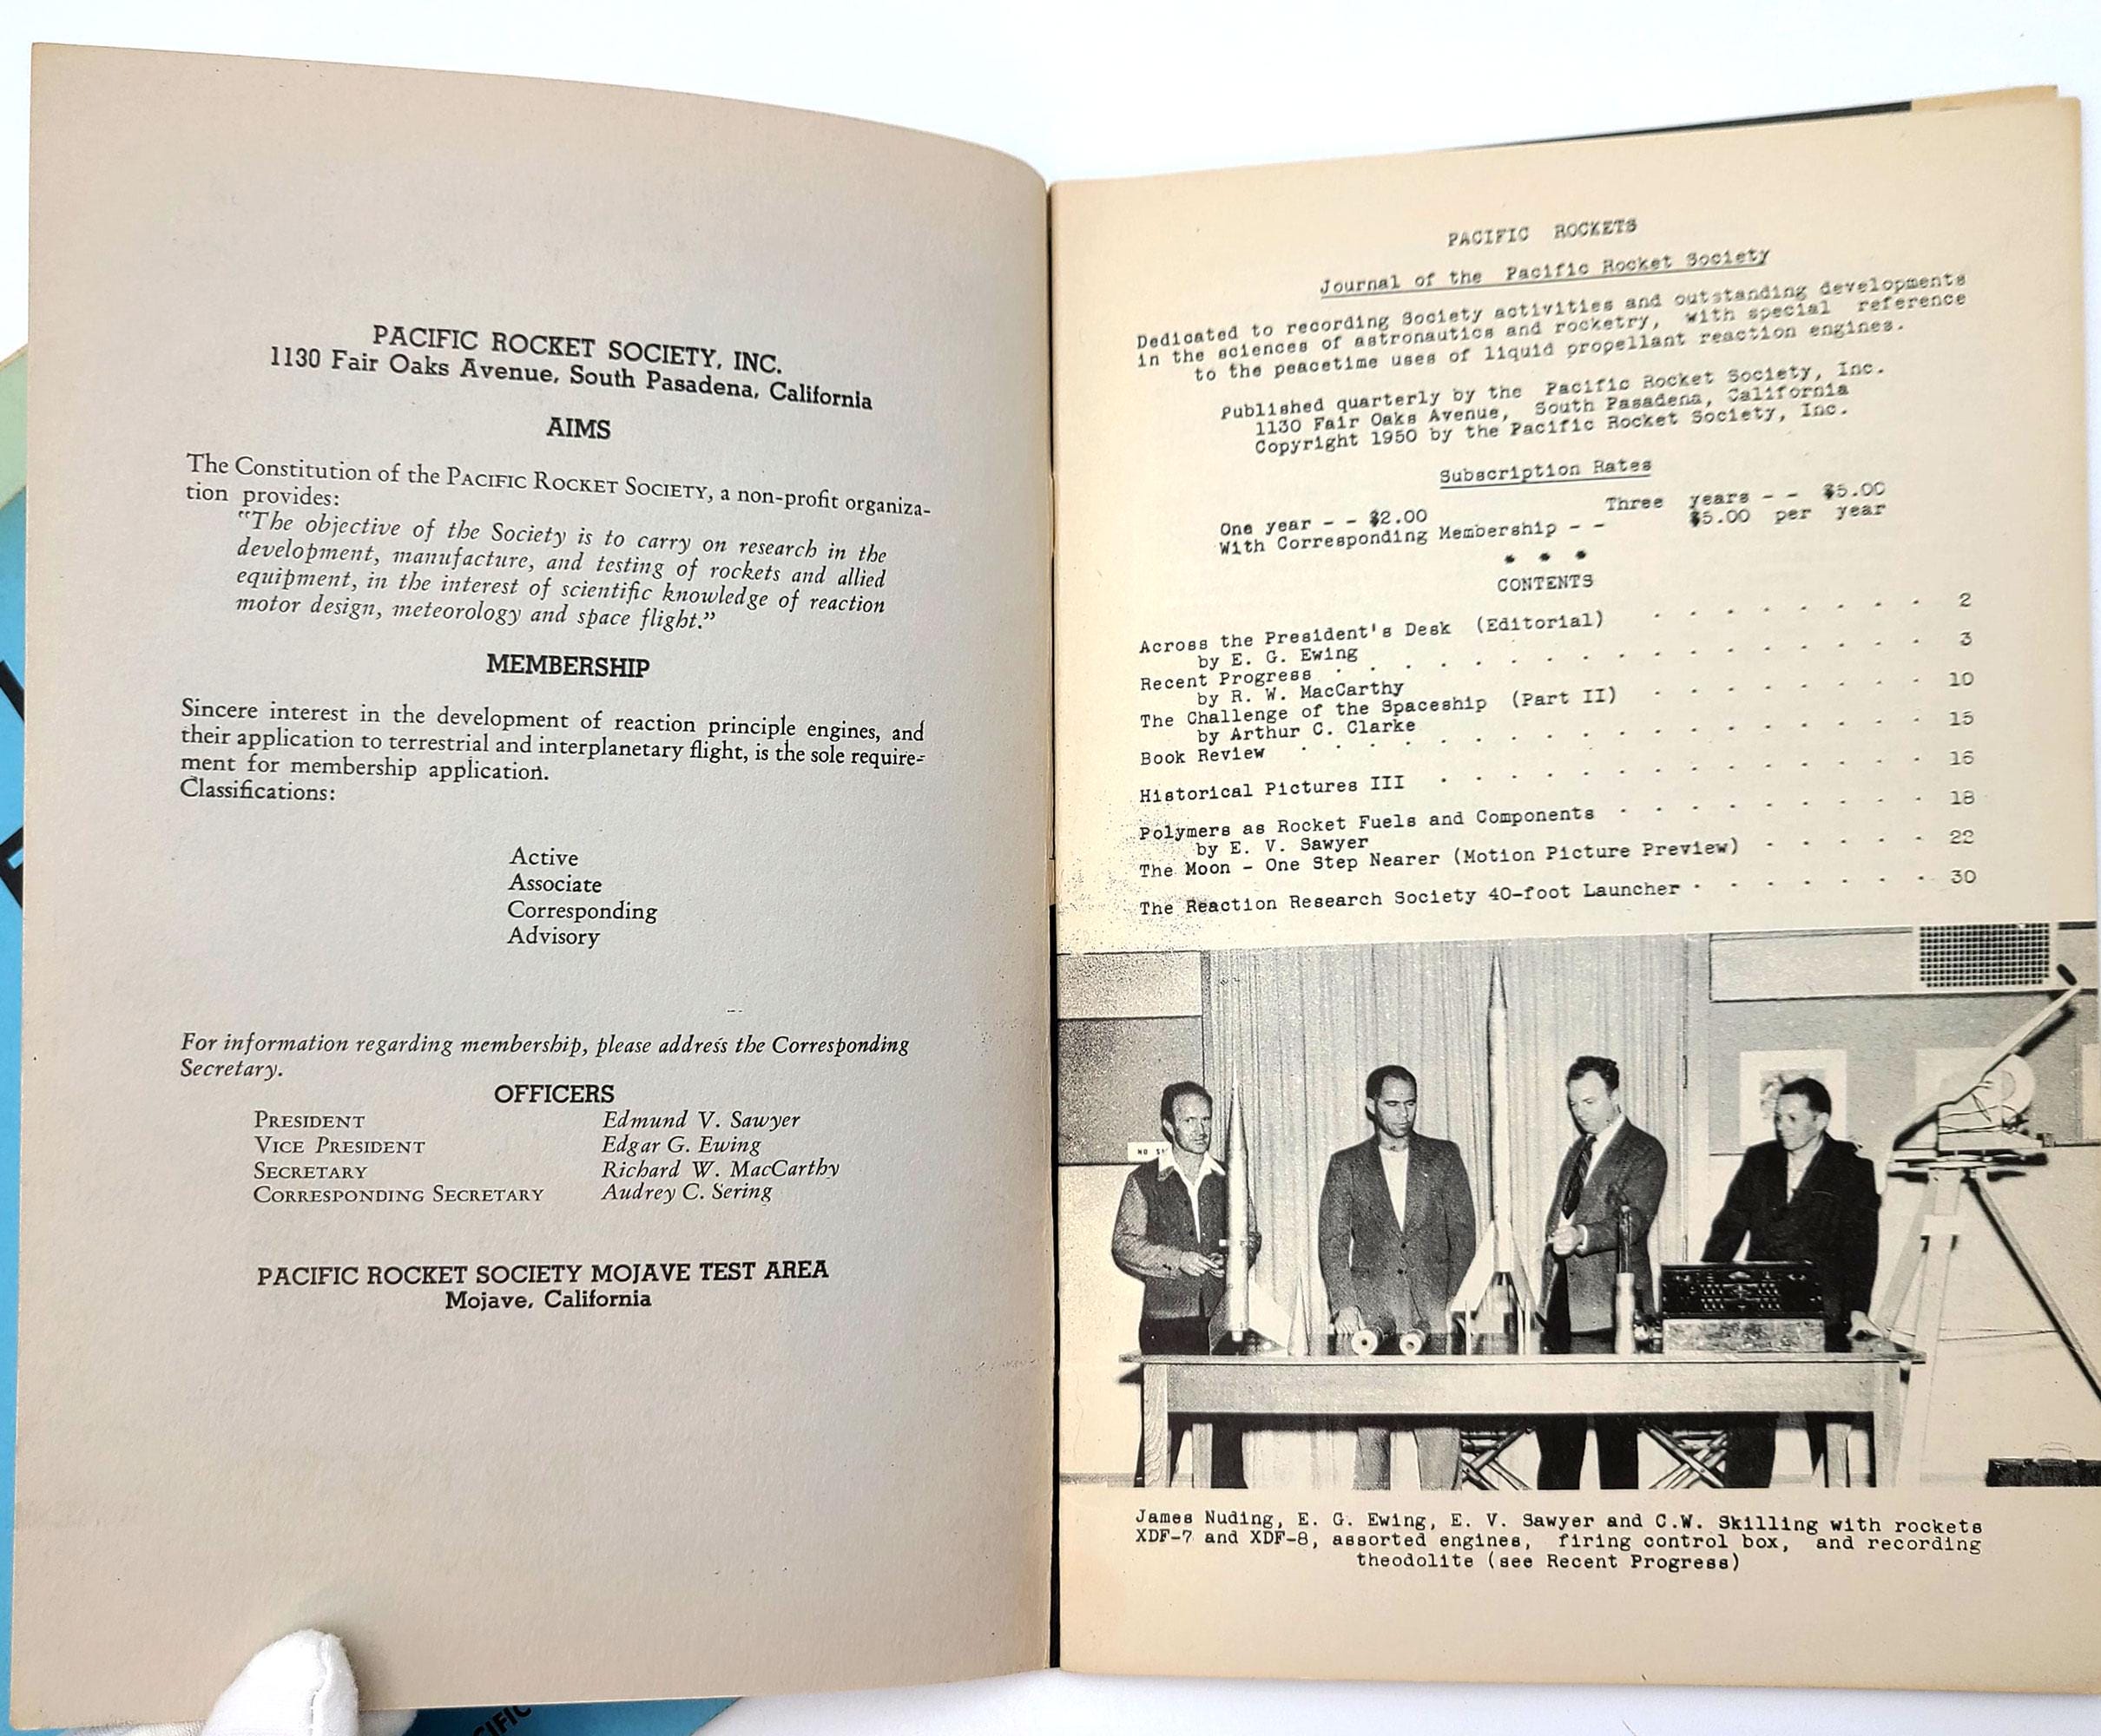 PACIFIC ROCKET SOCIETY, INC.
1130 Fair Oaks Avenue, South Pasadena, California
AIMS
The Constitution of the PACIFIC ROCKET SOCIETY, a non-profit organiza-
tion provides:
"The objective of the Society is to carry on research in the
development, manufacture, and testing of rockets and allied
equipment, in the interest of scientific knowledge of reaction
motor design, meteorology and space flight."
MEMBERSHIP
Sincere interest in the development of reaction principle engines, and
their application to terrestrial and interplanetary flight, is the sole require-
ment for membership application.
Classifications:
Active
Associate
Corresponding
Advisory
For information regarding membership, please address the Corresponding
Secretary.
OFFICERS
PRESIDENT Edmund V. Sawyer
VICE PRESIDENT Edgar G. Ewing
SECRETARY Richard W. MacCarthy
CORRESPONDING SECRETARY Audrey C. Sering
PACIFIC ROCKET SOCIETY MOJAVE TEST AREA
Mojave, California
PACIFIC ROCKETS
Journal of the Pacific Rocket Society
Dedicated to recording Society activities and outstanding developments
in the sciences of astronautics and rocketry, with special reference
to the peacetime uses of liquid propellant reaction engines.
Published quarterly by the Pacific Rocket Society, Inc.
1130 Fair Oaks Avenue, South Pasadena, California
Copyright 1950 by the Pacific Rocket Society, Inc.
Subscription Rates
One year - - $2.00 Three years - - $5.00
With Corresponding Membership - - $5.00 per year
* * *
CONTENTS
Across the President's Desk (Editorial) . . . . . . . . 2
by E. G. Ewing
Recent Progress . . . . . . . . . . . . . . . . . 3
by R. W. MacCarthy
The Challenge of the Spaceship (Part II) . . . . . . . . 10
by Arthur C. Clarke
Book Review . . . . . . . . . . . . . . . . . . 15
Historical Pictures III . . . . . . . . . . . . . . 16
Polymers as Rocket Fuels and Components . . . . . . . . . 18
by E. V. Sawyer
The Moon - One Step Nearer (Motion Picture Preview) . . . . . 22
The Reaction Research Society 40-foot Launcher . . . . . . . 30
NO
James Nuding, E. G. Ewing, E. V. Sawyer and C.W. Skilling with rockets
XDF-7 and XDF-8, assorted engines, firing control box, and recording
theodolite (see Recent Progress)